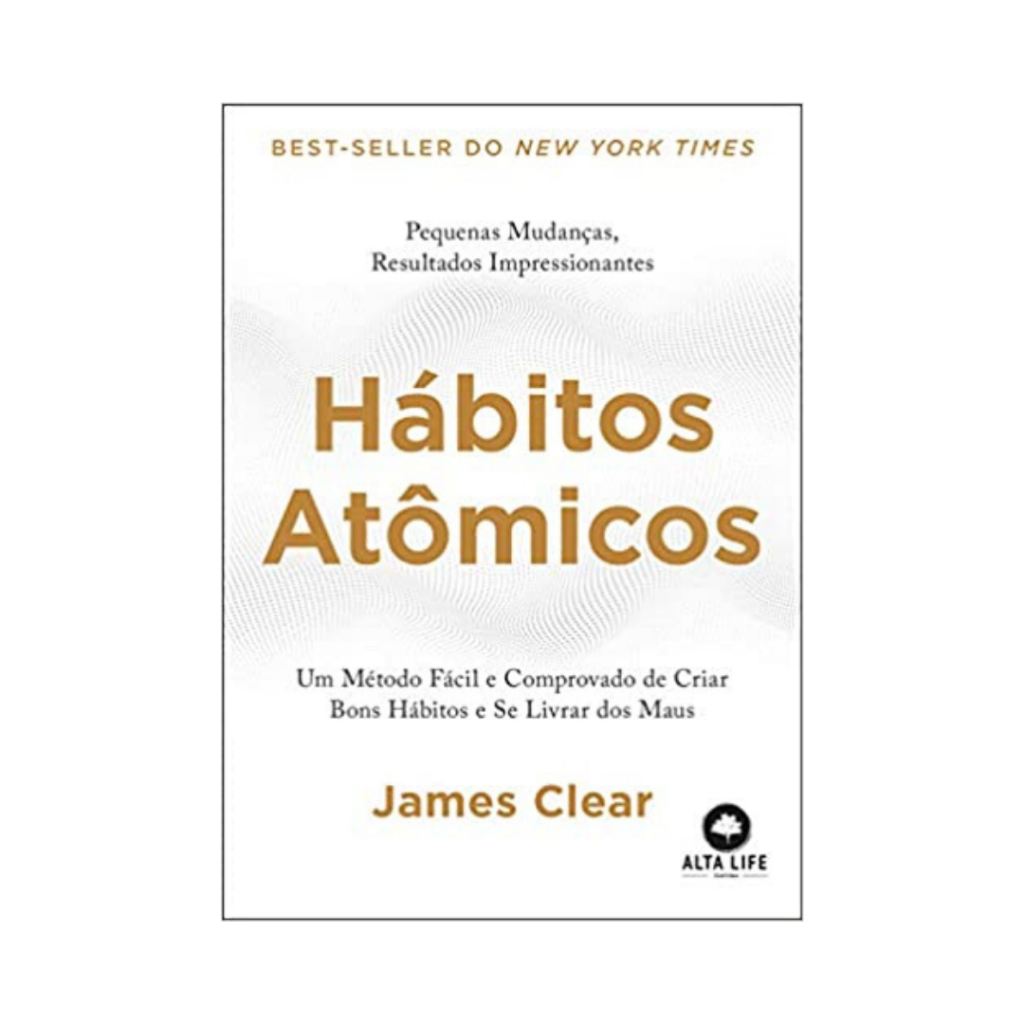 BEST-SELLER DO NEW YORK TIMES
Pequenas Mudanças,
Resultados Impressionantes
Hábitos
Atômicos
Um Método Fácil e Comprovado de Criar
Bons Hábitos e Se Livrar dos Maus
James Clear
ALTA LIFE